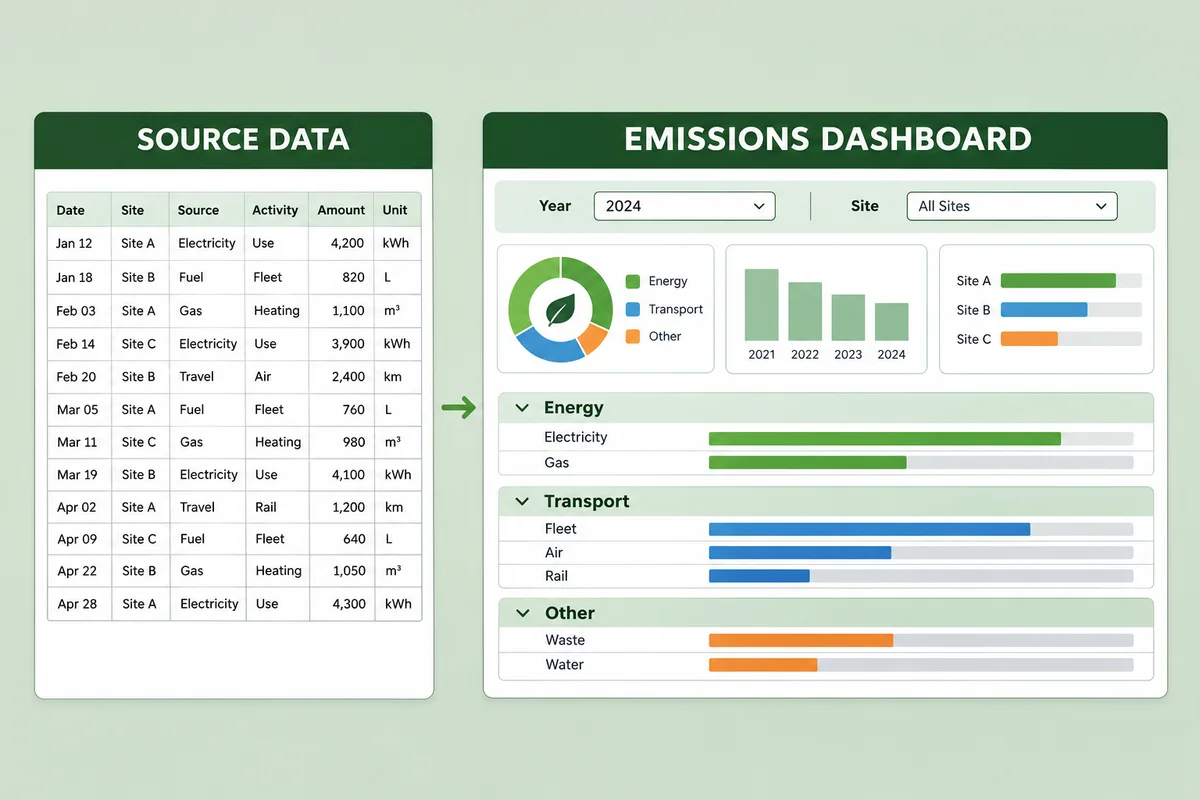 SOURCE DATA
Date Site Source Activity Amount Unit
Jan 12 Site A Electricity Use 4,200 kWh
Jan 18 Site B Fuel Fleet 820 L
Feb 03 Site A Gas Heating 1,100 m³
Feb 14 Site C Electricity Use 3,900 kWh
Feb 20 Site B Travel Air 2,400 km
Mar 05 Site A Fuel Fleet 760 L
Mar 11 Site C Gas Heating 980 m³
Mar 19 Site B Electricity Use 4,100 kWh
Apr 02 Site A Travel Rail 1,200 km
Apr 09 Site C Fuel Fleet 640 L
Apr 22 Site B Gas Heating 1,050 m³
Apr 28 Site A Electricity Use 4,300 kWh
EMISSIONS DASHBOARD
Year 2024 Site All Sites
Energy
Transport
Other
2021 2022 2023 2024
Site A
Site B
Site C
Energy
Electricity
Gas
Transport
Fleet
Air
Rail
Other
Waste
Water